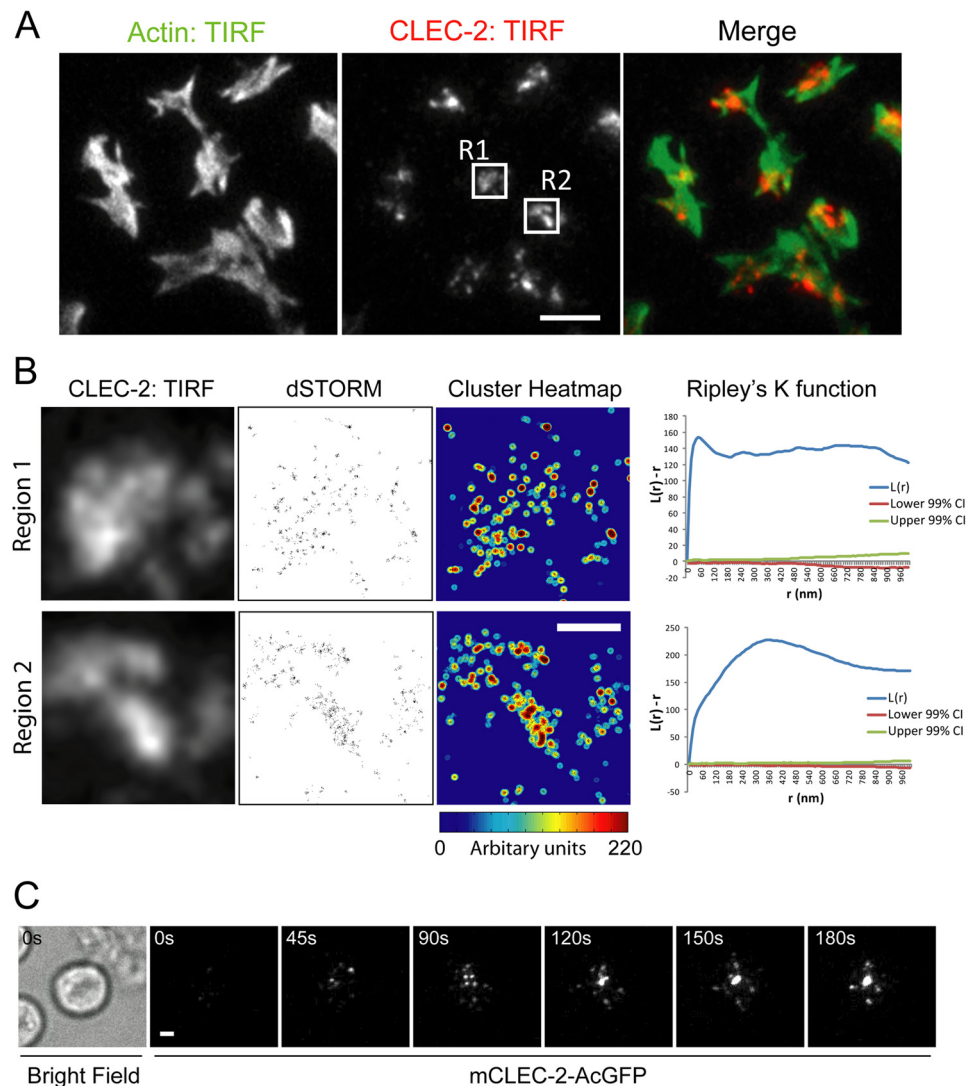 A
Actin: TIRF
CLEC-2: TIRF
Merge
R1
R2
B
CLEC-2: TIRF
dSTORM
Cluster Heatmap
Ripley's K function
Region 1
L(r) - r
180
160
140
120
100
80
60
40
20
0
-20
L(r)
Lower 99% CI
Upper 99% CI
0
60
120
180
240
300
360
420
480
540
600
660
720
780
840
900
960
r (nm)
Region 2
L(r) - r
250
200
150
100
50
0
-50
L(r)
Lower 99% CI
Upper 99% CI
0
60
120
180
240
300
360
420
480
540
600
660
720
780
840
900
960
r (nm)
0 Arbitary units 220
C
0s
0s
45s
90s
120s
150s
180s
Bright Field
mCLEC-2-AcGFP